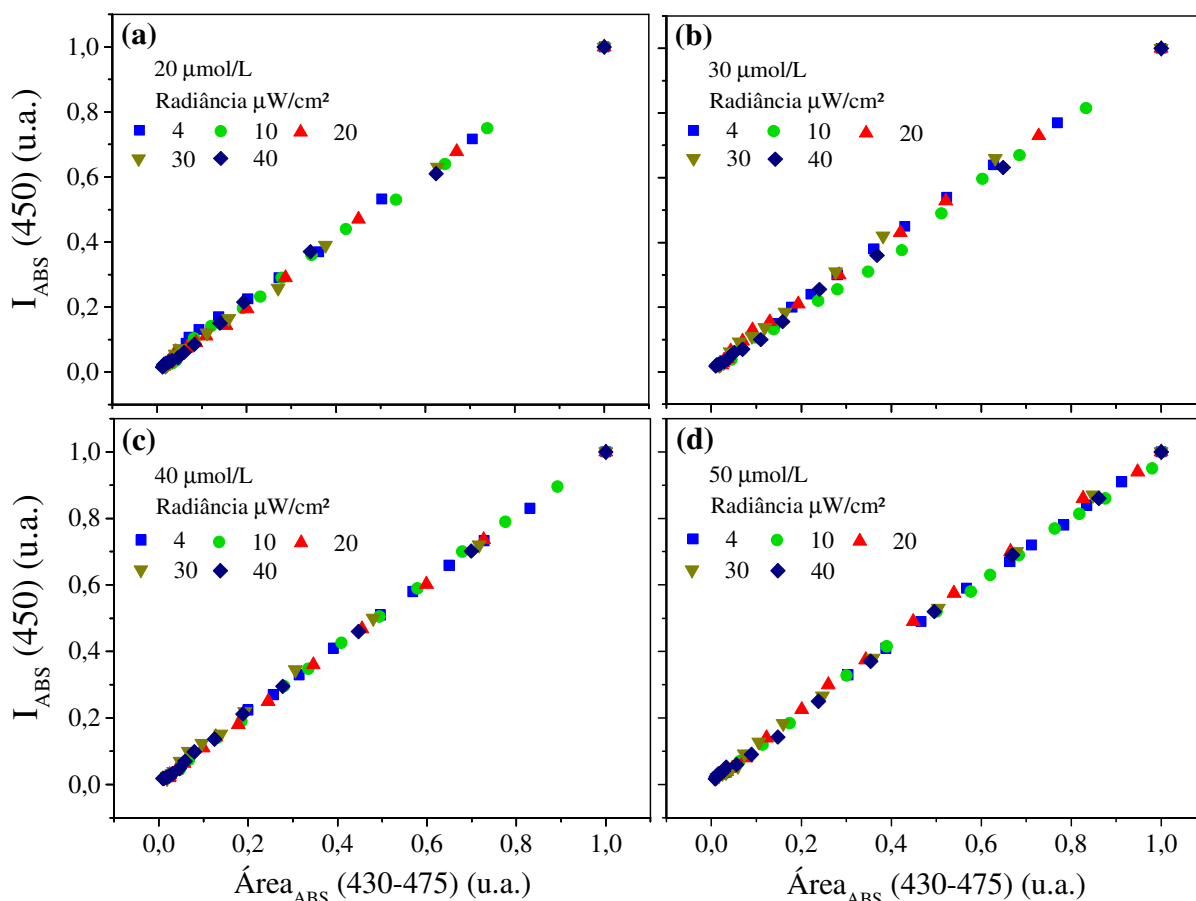 (a)
20 μmol/L
Radiância μW/cm²
4 10 20
30 40
I_ABS (450) (u.a.)
1,0
0,8
0,6
0,4
0,2
0,0
(b)
30 μmol/L
Radiância μW/cm²
4 10 20
30 40
(c)
40 μmol/L
Radiância μW/cm²
4 10 20
30 40
I_ABS (450) (u.a.)
1,0
0,8
0,6
0,4
0,2
0,0
0,0 0,2 0,4 0,6 0,8 1,0
Área_ABS (430-475) (u.a.)
(d)
50 μmol/L
Radiância μW/cm²
4 10 20
30 40
0,0 0,2 0,4 0,6 0,8 1,0
Área_ABS (430-475) (u.a.)